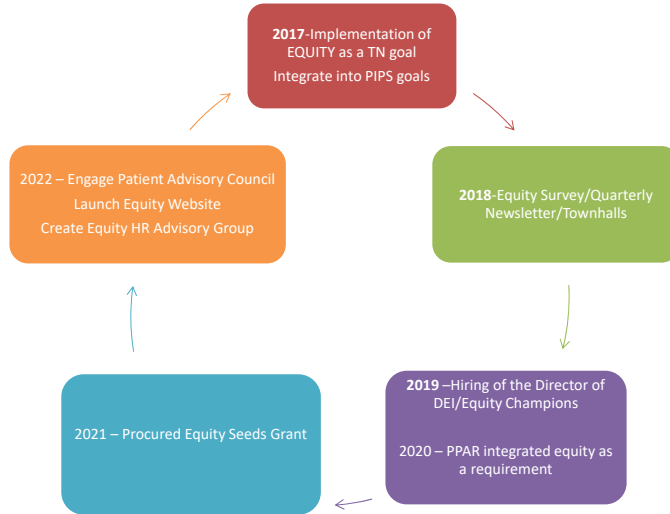 2017-Implementation of
EQUITY as a TN goal
Integrate into PIPS goals
2018-Equity Survey/Quarterly
Newsletter/Townhalls
2019 –Hiring of the Director of
DEI/Equity Champions
2020 – PPAR integrated equity as
a requirement
2021 – Procured Equity Seeds Grant
2022 – Engage Patient Advisory Council
Launch Equity Website
Create Equity HR Advisory Group